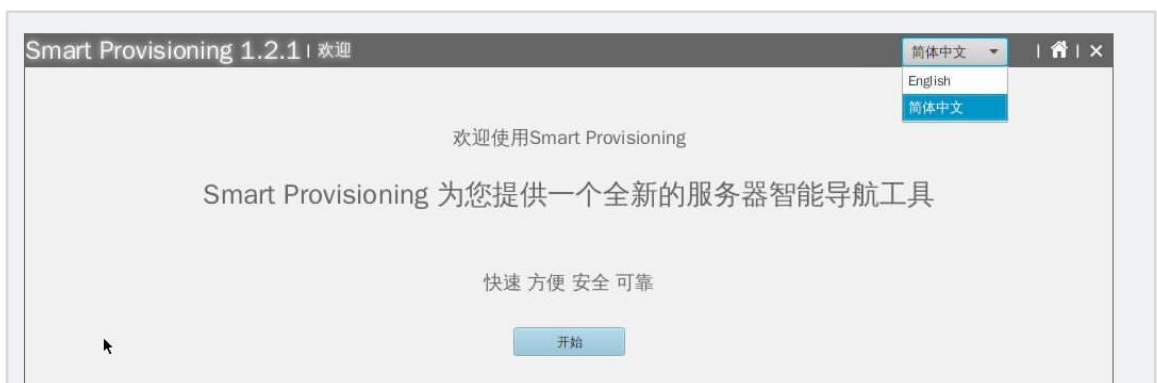 Smart Provisioning 1.2.1 | 欢迎
简体中文
English
简体中文
欢迎使用Smart Provisioning
Smart Provisioning 为您提供一个全新的服务器智能导航工具
快速 方便 安全 可靠
开始